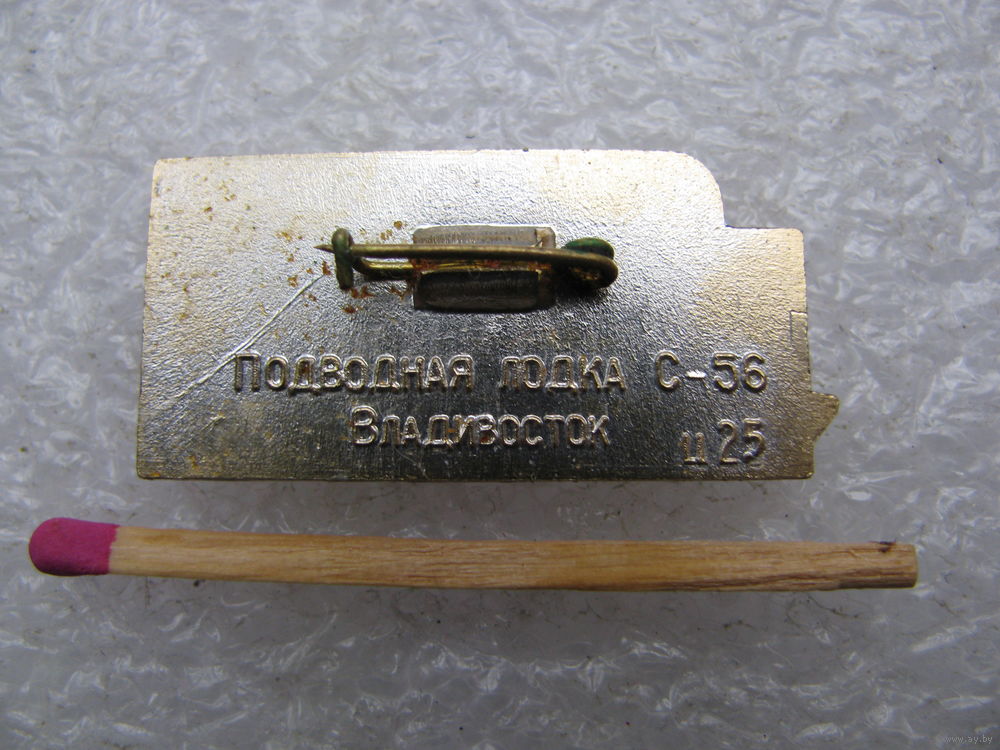 Подводная лодка С-56
Владивосток
ц 25
www.ay.by